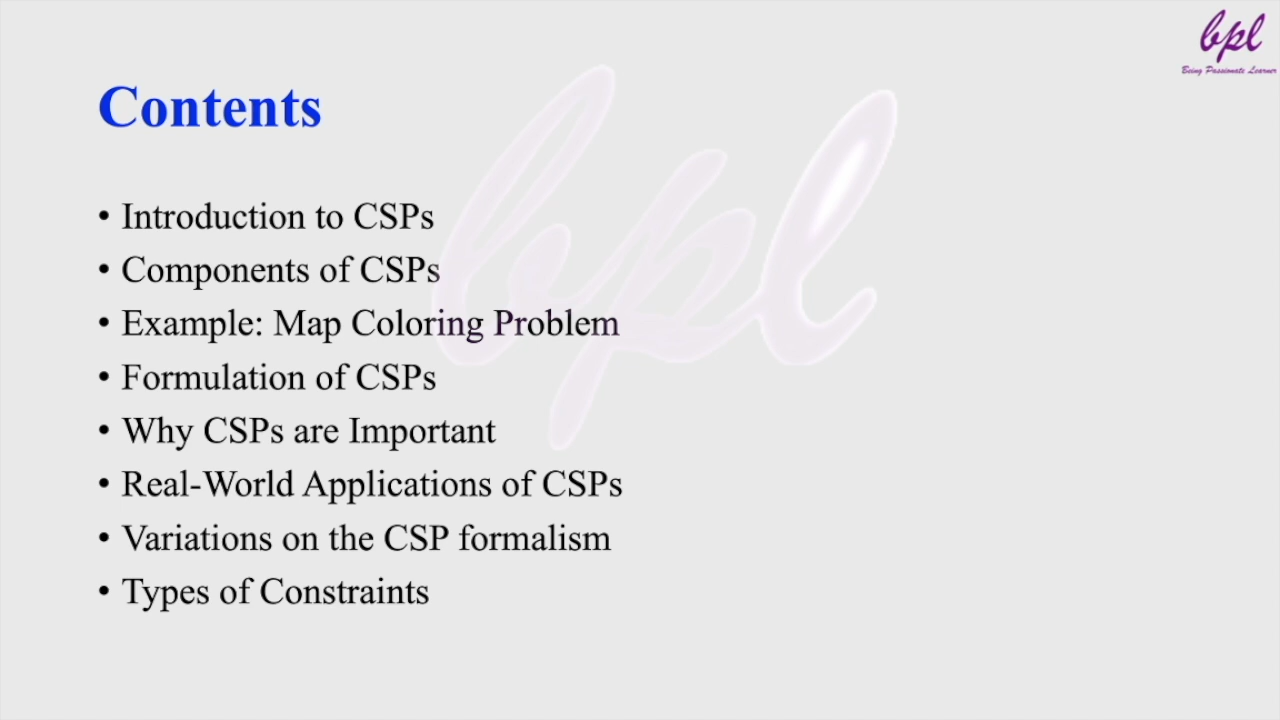 bpl
Being Passionate Learner
Contents
• Introduction to CSPs
• Components of CSPs
• Example: Map Coloring Problem
• Formulation of CSPs
• Why CSPs are Important
• Real-World Applications of CSPs
• Variations on the CSP formalism
• Types of Constraints
bpl